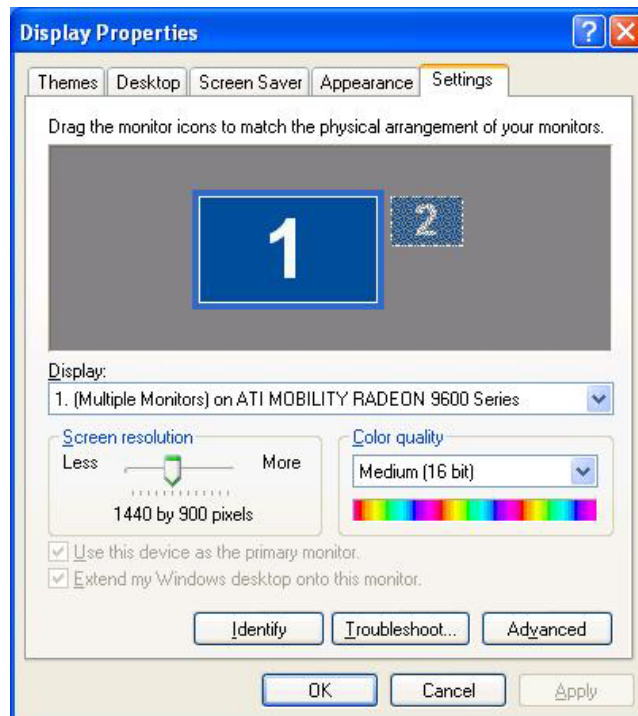 Display Properties
Themes Desktop Screen Saver Appearance Settings
Drag the monitor icons to match the physical arrangement of your monitors.
1 2
Display:
1. (Multiple Monitors) on ATI MOBILITY RADEON 9600 Series
Screen resolution
Less More
1440 by 900 pixels
Color quality
Medium (16 bit)
Use this device as the primary monitor.
Extend my Windows desktop onto this monitor.
Identify Troubleshoot... Advanced
OK Cancel Apply